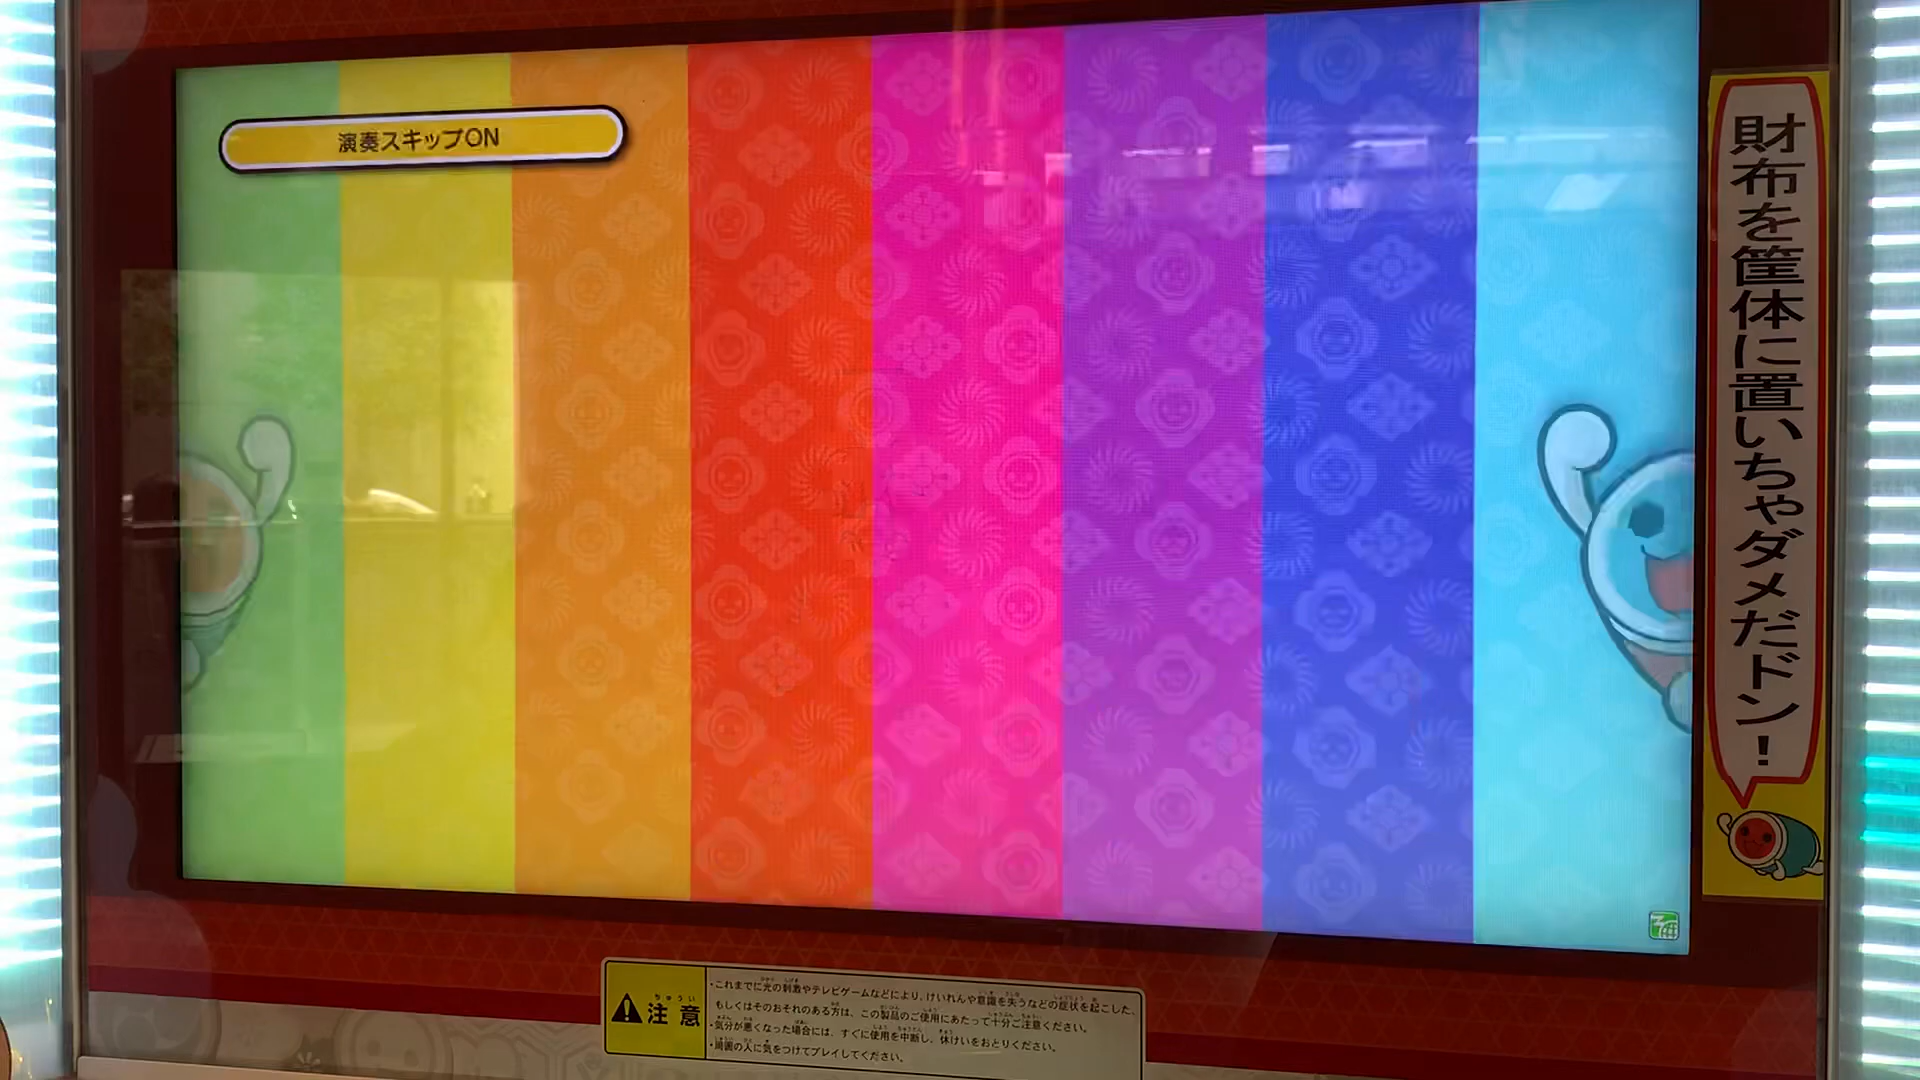 演奏スキップON
財布を筐体に置いちゃダメだドン!
注意
ちゅうい
・これまでに光の刺激やテレビゲームなどにより、けいれんや意識を失うなどの症状を起こした、
もしくはそのおそれのある方は、この製品のご使用にあたって十分ご注意ください。
・気分が悪くなった場合には、すぐに使用を中断し、休けいをおとりください。
・周囲の人に気をつけてプレイしてください。